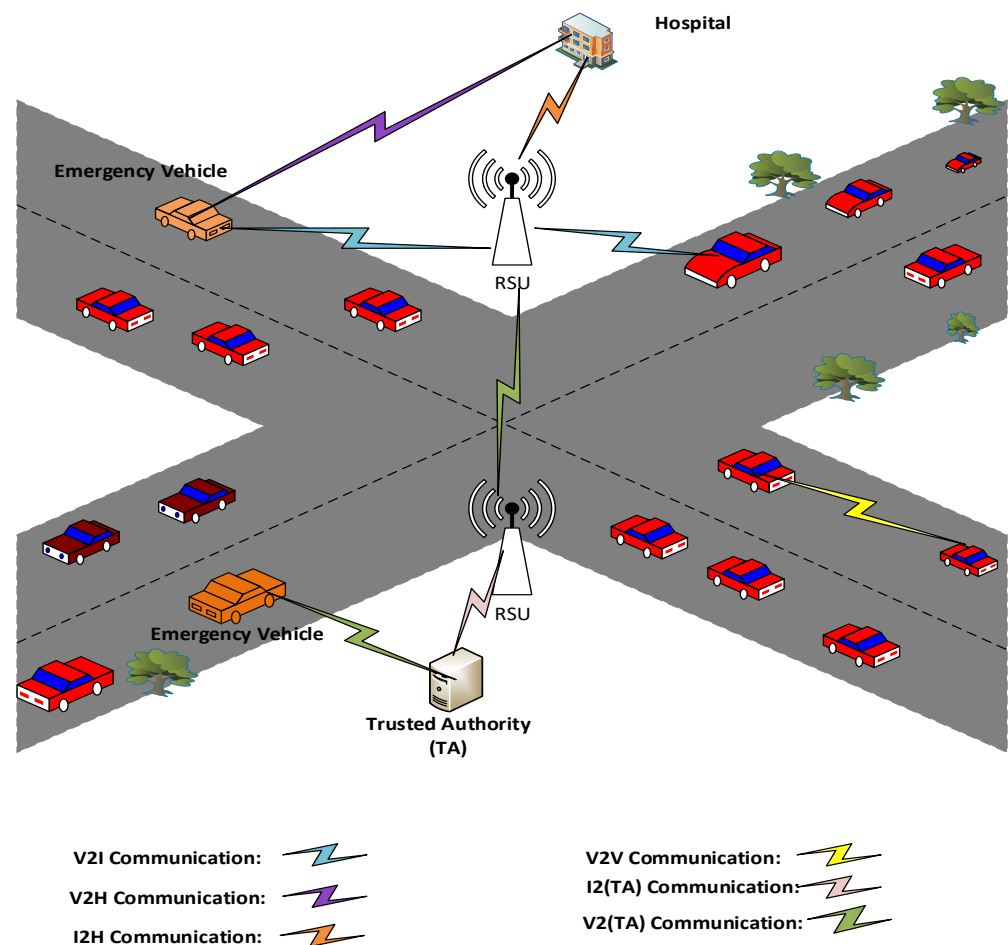 Hospital
Emergency Vehicle
RSU
RSU
Emergency Vehicle
Trusted Authority
(TA)
V2I Communication:
V2H Communication:
I2H Communication:
V2V Communication:
I2(TA) Communication:
V2(TA) Communication: